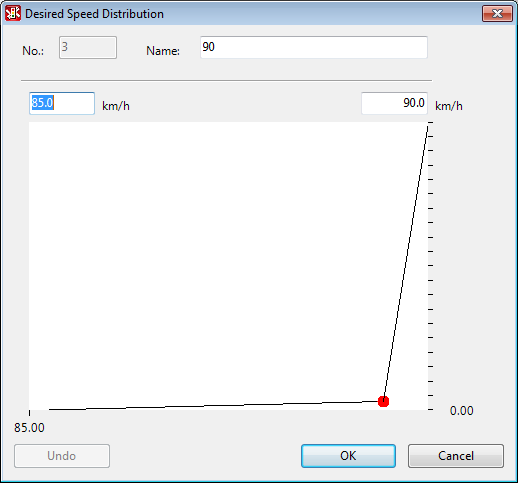 Desired Speed Distribution
No.: 3 Name: 90
85.0 km/h 90.0 km/h
0.00
85.00
Undo OK Cancel